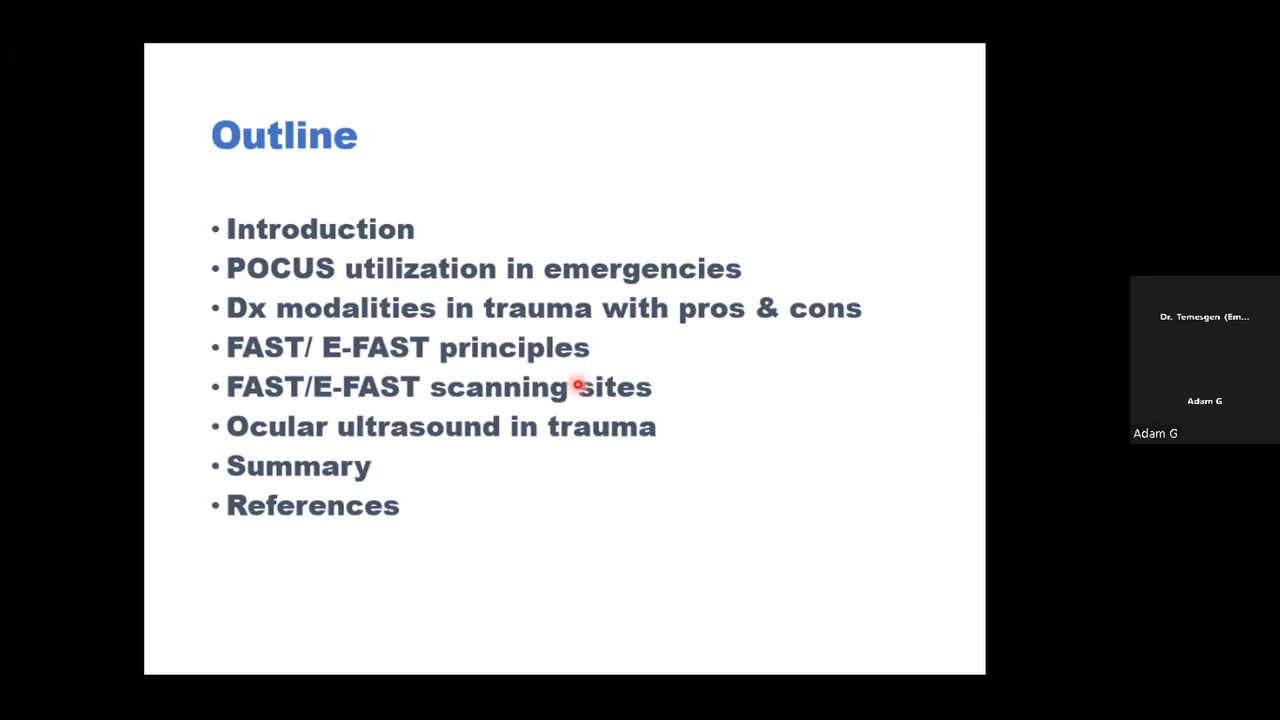 Outline
• Introduction
• POCUS utilization in emergencies
• Dx modalities in trauma with pros & cons
• FAST/ E-FAST principles
• FAST/E-FAST scanning sites
• Ocular ultrasound in trauma
• Summary
• References
Dr. Temesgen (Em...
Adam G
Adam G